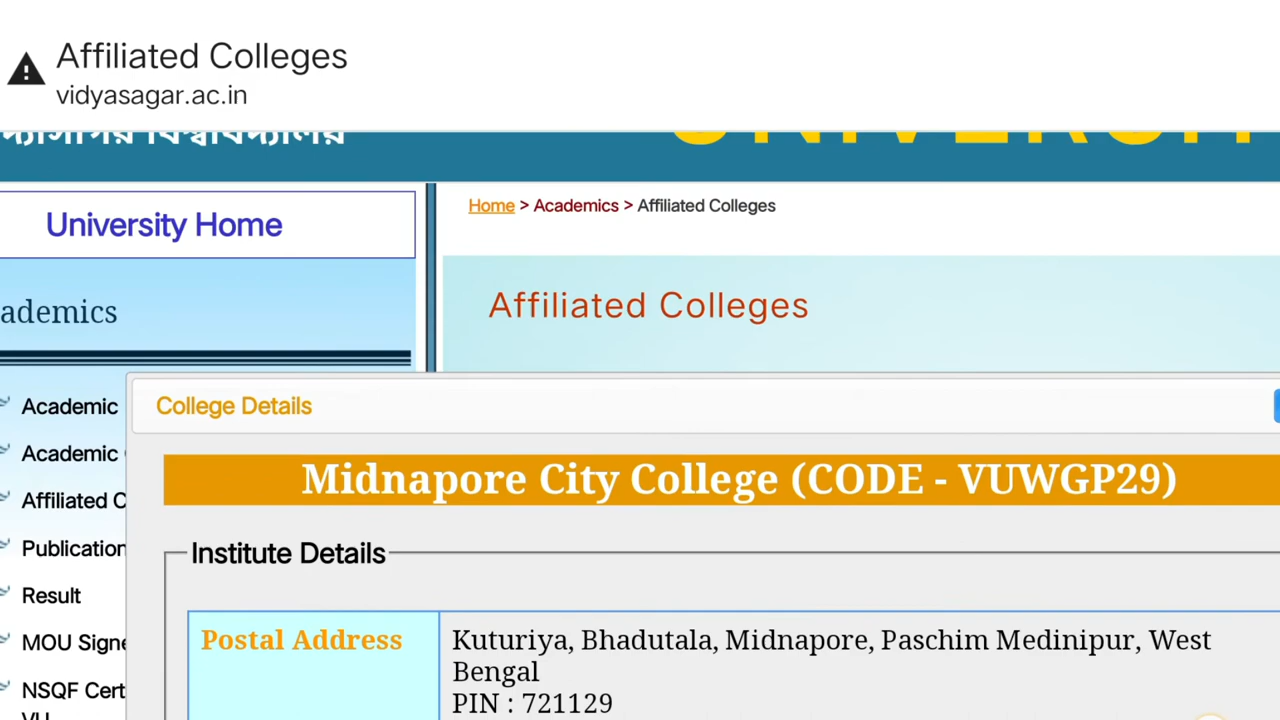 Affiliated Colleges
vidyasagar.ac.in
University Home
Home > Academics > Affiliated Colleges
ademics
Affiliated Colleges
Academic
Academic
Affiliated C
Publication
Result
MOU Signe
NSQF Cert
College Details
Midnapore City College (CODE - VUWGP29)
Institute Details
Postal Address
Kuturiya, Bhadutala, Midnapore, Paschim Medinipur, West
Bengal
PIN : 721129